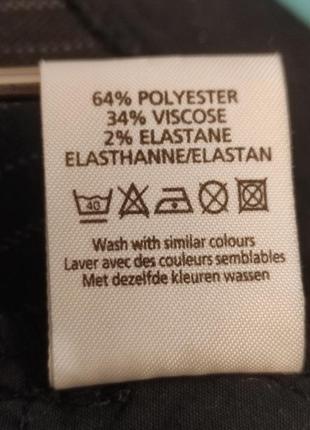 64% POLYESTER
34% VISCOSE
2% ELASTANE
ELASTHANNE/ELASTAN
40
Wash with similar colours
Laver avec des couleurs semblables
Met dezelfde kleuren wassen